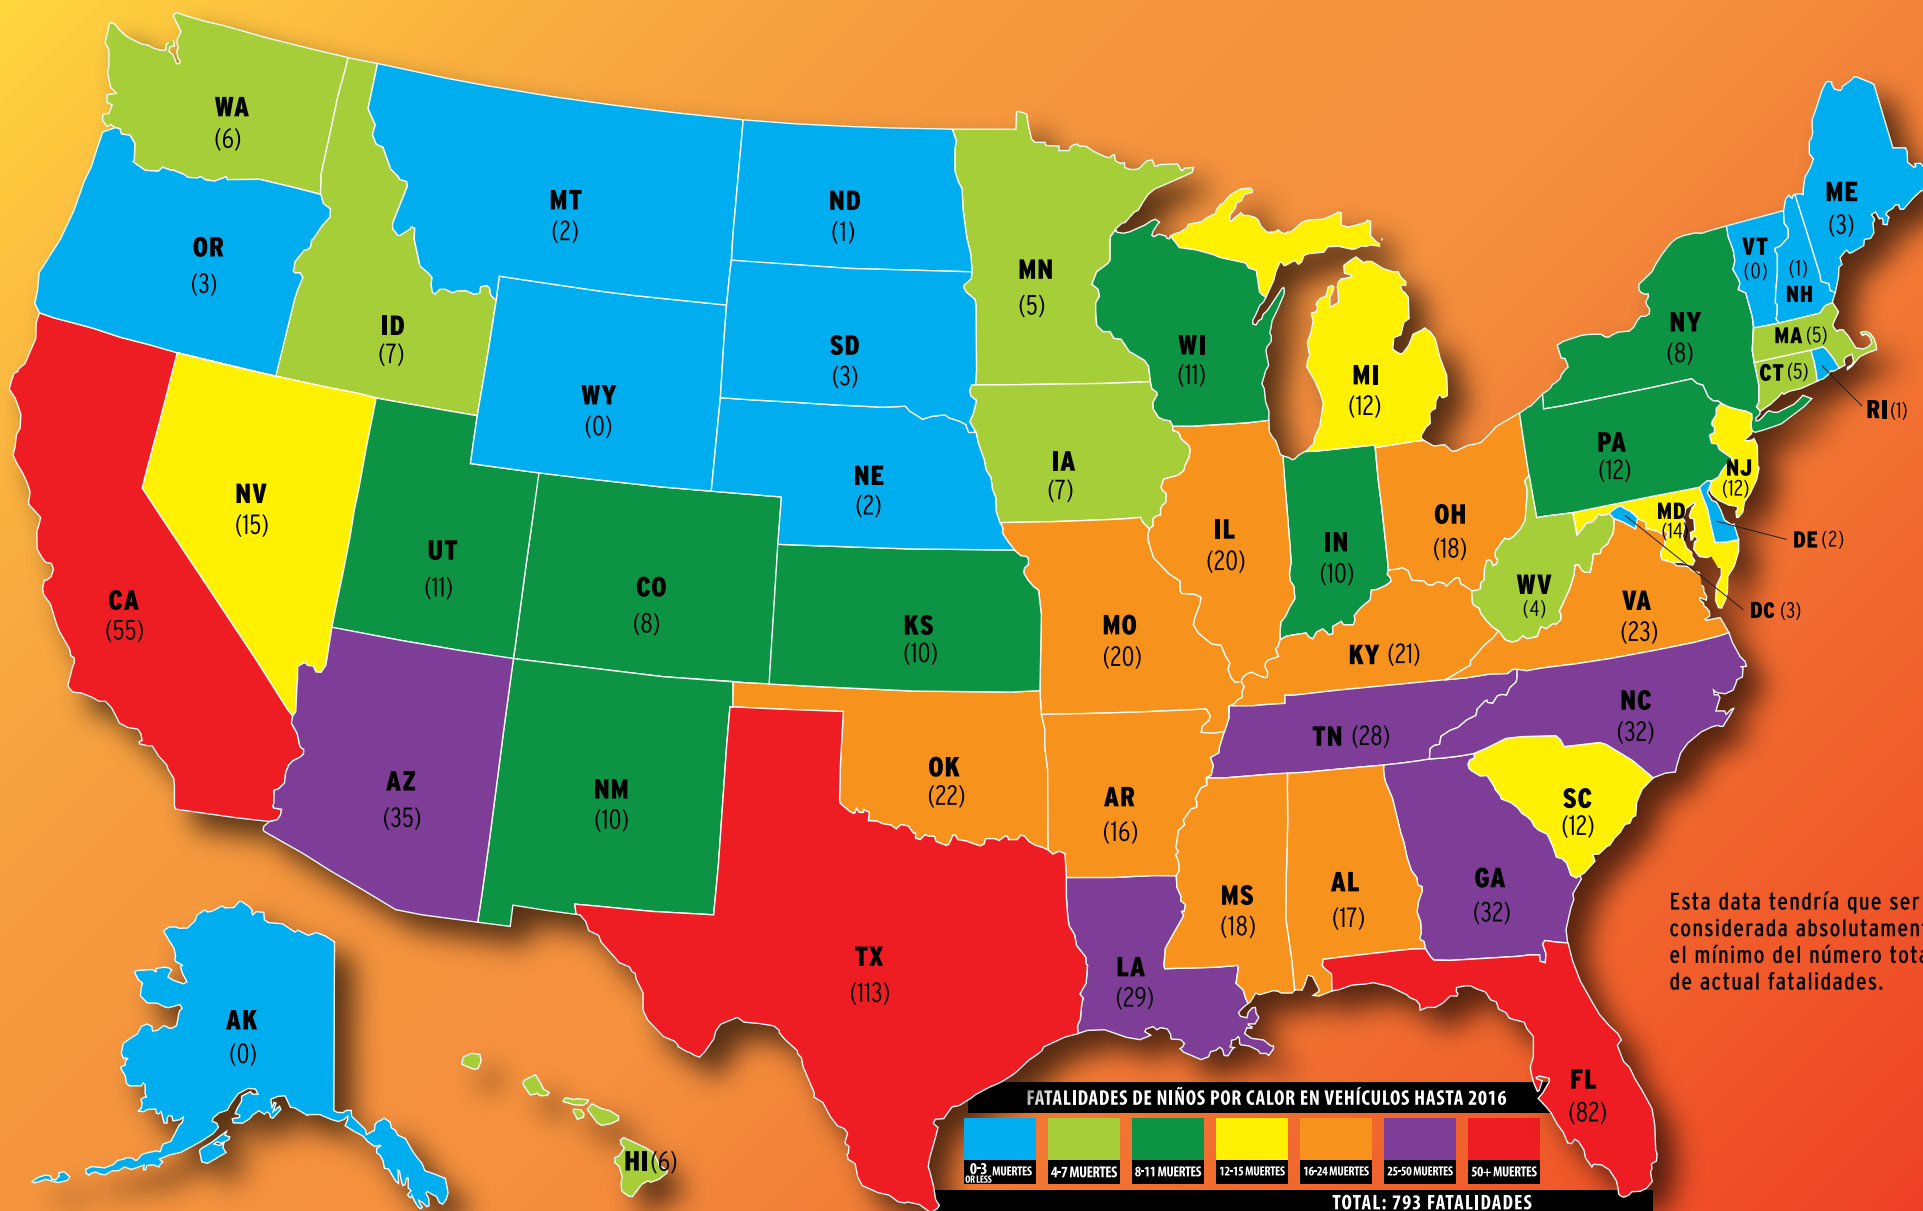 WA
(6)
OR
(3)
MT
(2)
ND
(1)
ID
(7)
WY
(0)
SD
(3)
NE
(2)
MN
(5)
WI
(11)
MI
(12)
IA
(7)
NY
(8)
VT
(0)
(1)
NH
ME
(3)
MA (5)
CT (5)
RI (1)
PA
(12)
NJ
(12)
MD
(14)
DE (2)
DC (3)
CA
(55)
NV
(15)
UT
(11)
CO
(8)
KS
(10)
MO
(20)
IL
(20)
IN
(10)
OH
(18)
WV
(4)
VA
(23)
KY (21)
TN (28)
NC
(32)
SC
(12)
AZ
(35)
NM
(10)
OK
(22)
AR
(16)
TX
(113)
LA
(29)
MS
(18)
AL
(17)
GA
(32)
FL
(82)
AK
(0)
HI (6)
Esta data tendría que ser
considerada absolutamen
el mínimo del número tota
de actual fatalidades.
FATALIDADES DE NIÑOS POR CALOR EN VEHÍCULOS HASTA 2016
0-3 MUERTES
OR LESS
4-7 MUERTES
8-11 MUERTES
12-15 MUERTES
16-24 MUERTES
25-50 MUERTES
50+ MUERTES
TOTAL: 793 FATALIDADES